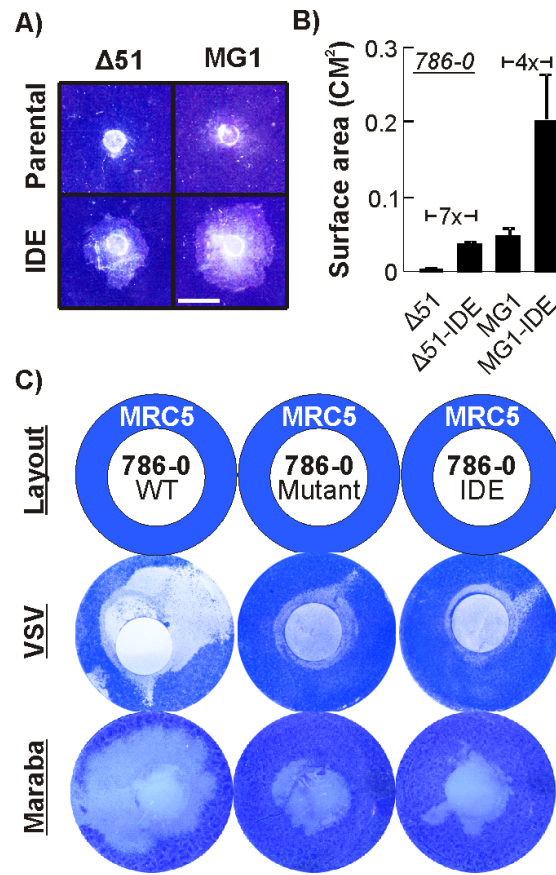 A)
Δ51 MG1
Parental
IDE
B)
Surface area (CM²)
0.3
0.2
0.1
0
786-0
7x
4x
Δ51
Δ51-IDE
MG1
MG1-IDE
C)
Layout
MRC5 MRC5 MRC5
786-0 786-0 786-0
WT Mutant IDE
VSV
Maraba